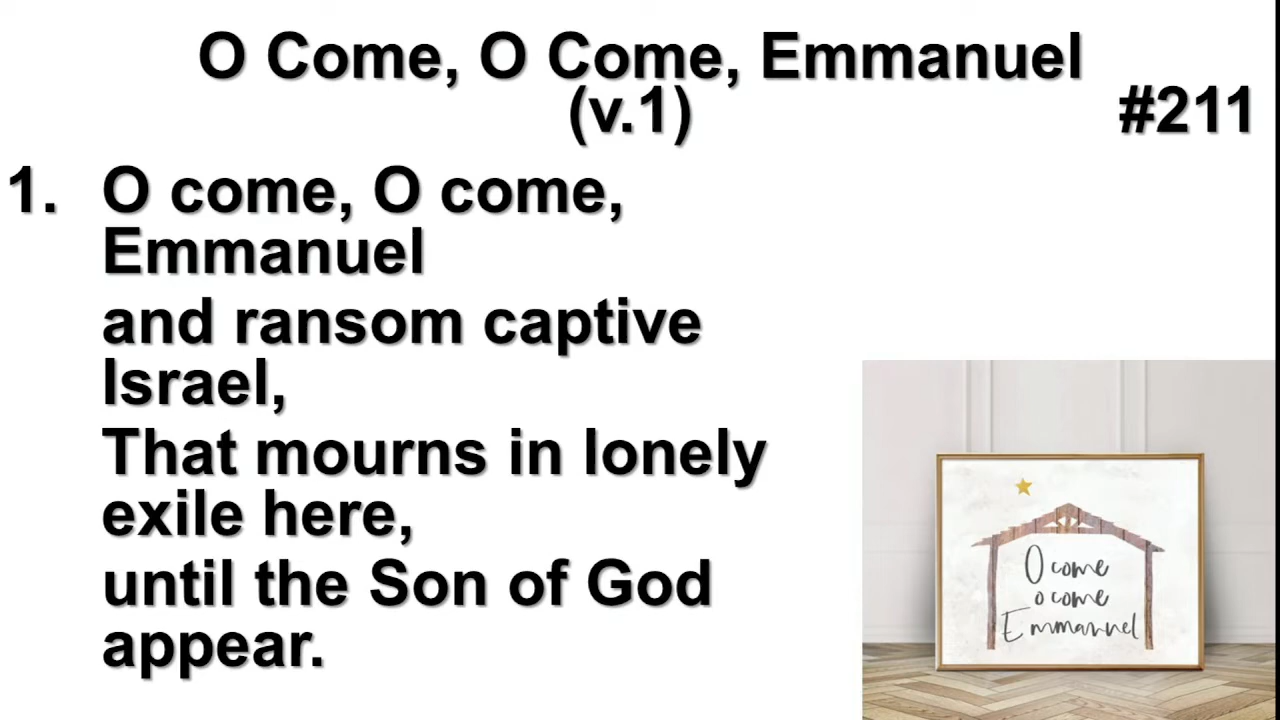 O Come, O Come, Emmanuel
(v.1) #211
1. O come, O come,
Emmanuel
and ransom captive
Israel,
That mourns in lonely
exile here,
until the Son of God
appear.
O come
o come
Emmanuel